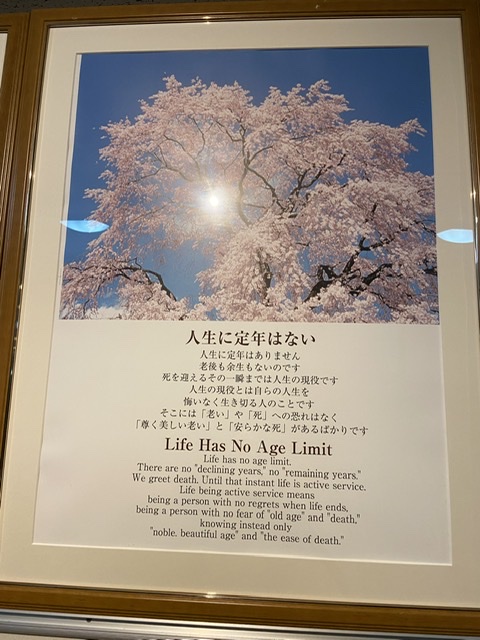 人生に定年はない
人生に定年はありません
老後も余生もないのです
死を迎えるその一瞬までは人生の現役です
人生の現役とは自らの人生を
悔いなく生き切る人のことです
そこには「老い」や「死」への恐れはなく
「尊く美しい老い」と「安らかな死」があるばかりです
Life Has No Age Limit
Life has no age limit.
There are no "declining years," no "remaining years."
We greet death. Until that instant life is active service.
Life being active service means
being a person with no regrets when life ends,
being a person with no fear of "old age" and "death,"
knowing instead only
"noble. beautiful age" and "the ease of death."